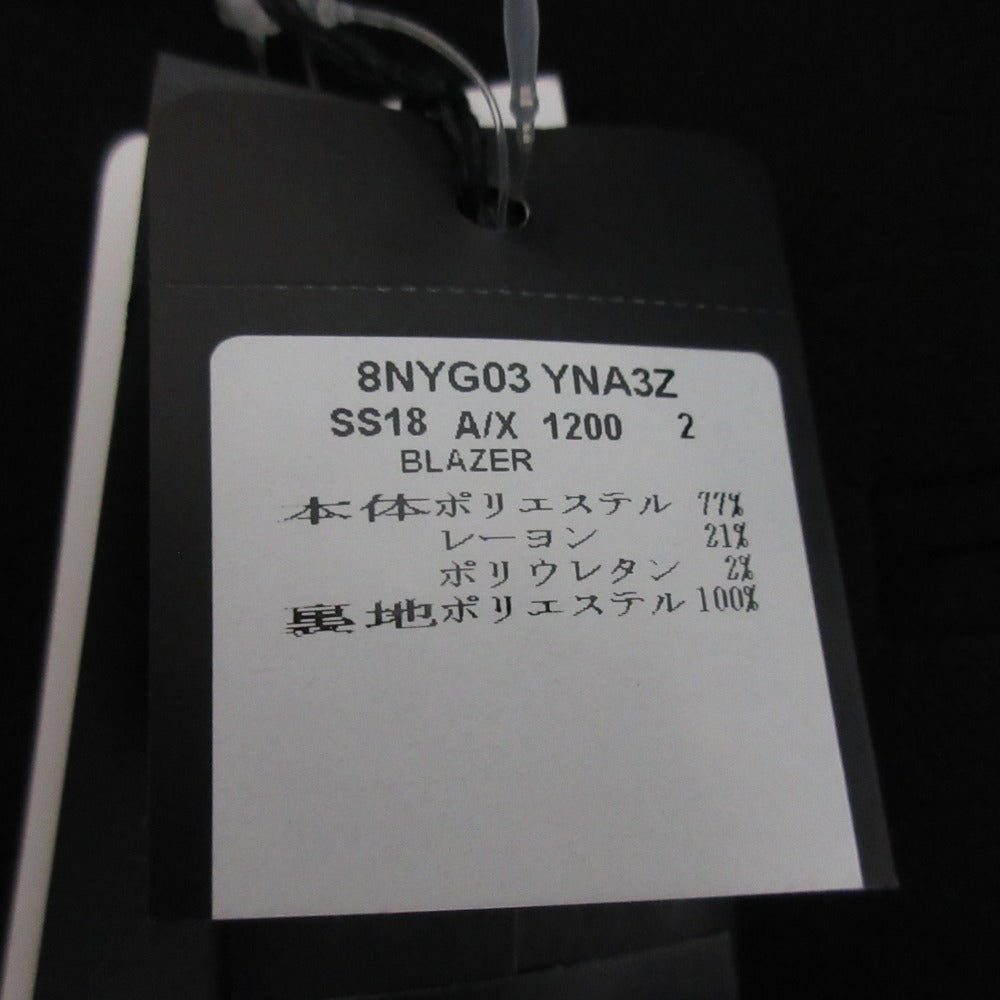 8NYG03 YNA3Z
SS18 A/X 1200 2
BLAZER
本体ポリエステル 77%
レーヨン 21%
ポリウレタン 2%
裏地ポリエステル 100%